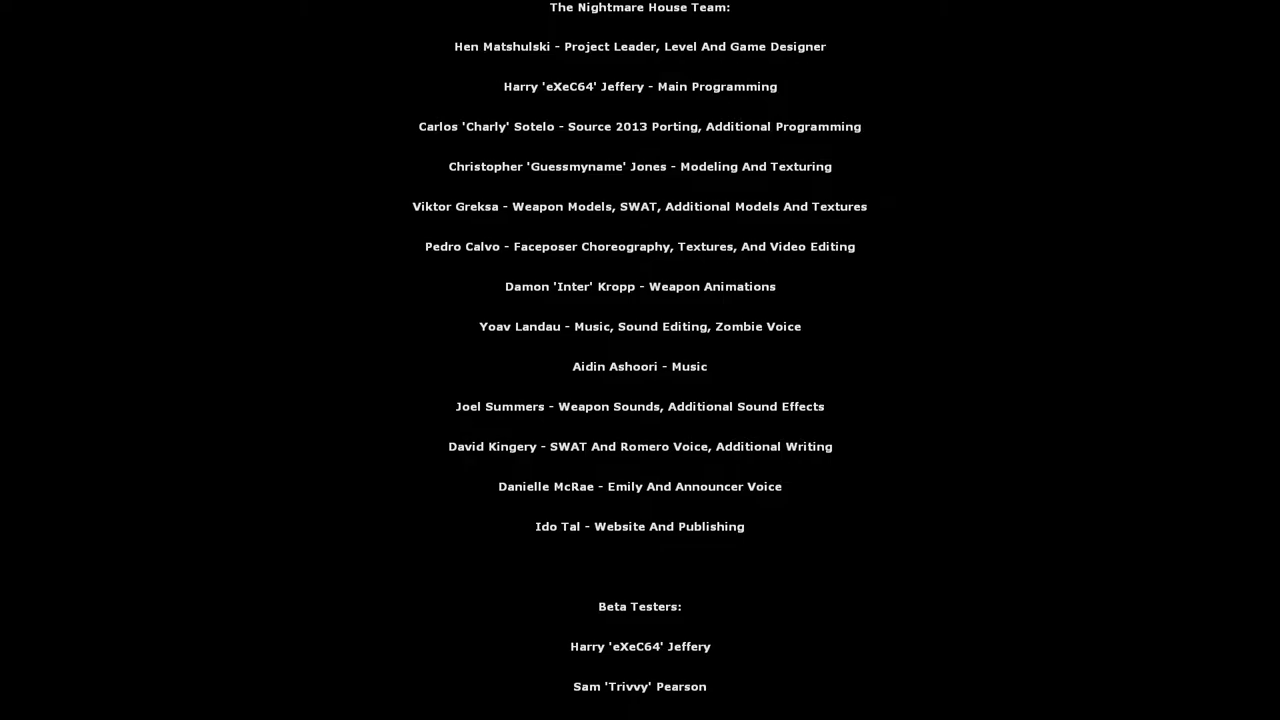 The Nightmare House Team:
Hen Matshulski - Project Leader, Level And Game Designer
Harry 'eXeC64' Jeffery - Main Programming
Carlos 'Charly' Sotelo - Source 2013 Porting, Additional Programming
Christopher 'Guessmyname' Jones - Modeling And Texturing
Viktor Greksa - Weapon Models, SWAT, Additional Models And Textures
Pedro Calvo - Faceposer Choreography, Textures, And Video Editing
Damon 'Inter' Kropp - Weapon Animations
Yoav Landau - Music, Sound Editing, Zombie Voice
Aidin Ashoori - Music
Joel Summers - Weapon Sounds, Additional Sound Effects
David Kingery - SWAT And Romero Voice, Additional Writing
Danielle McRae - Emily And Announcer Voice
Ido Tal - Website And Publishing
Beta Testers:
Harry 'eXeC64' Jeffery
Sam 'Trivvy' Pearson